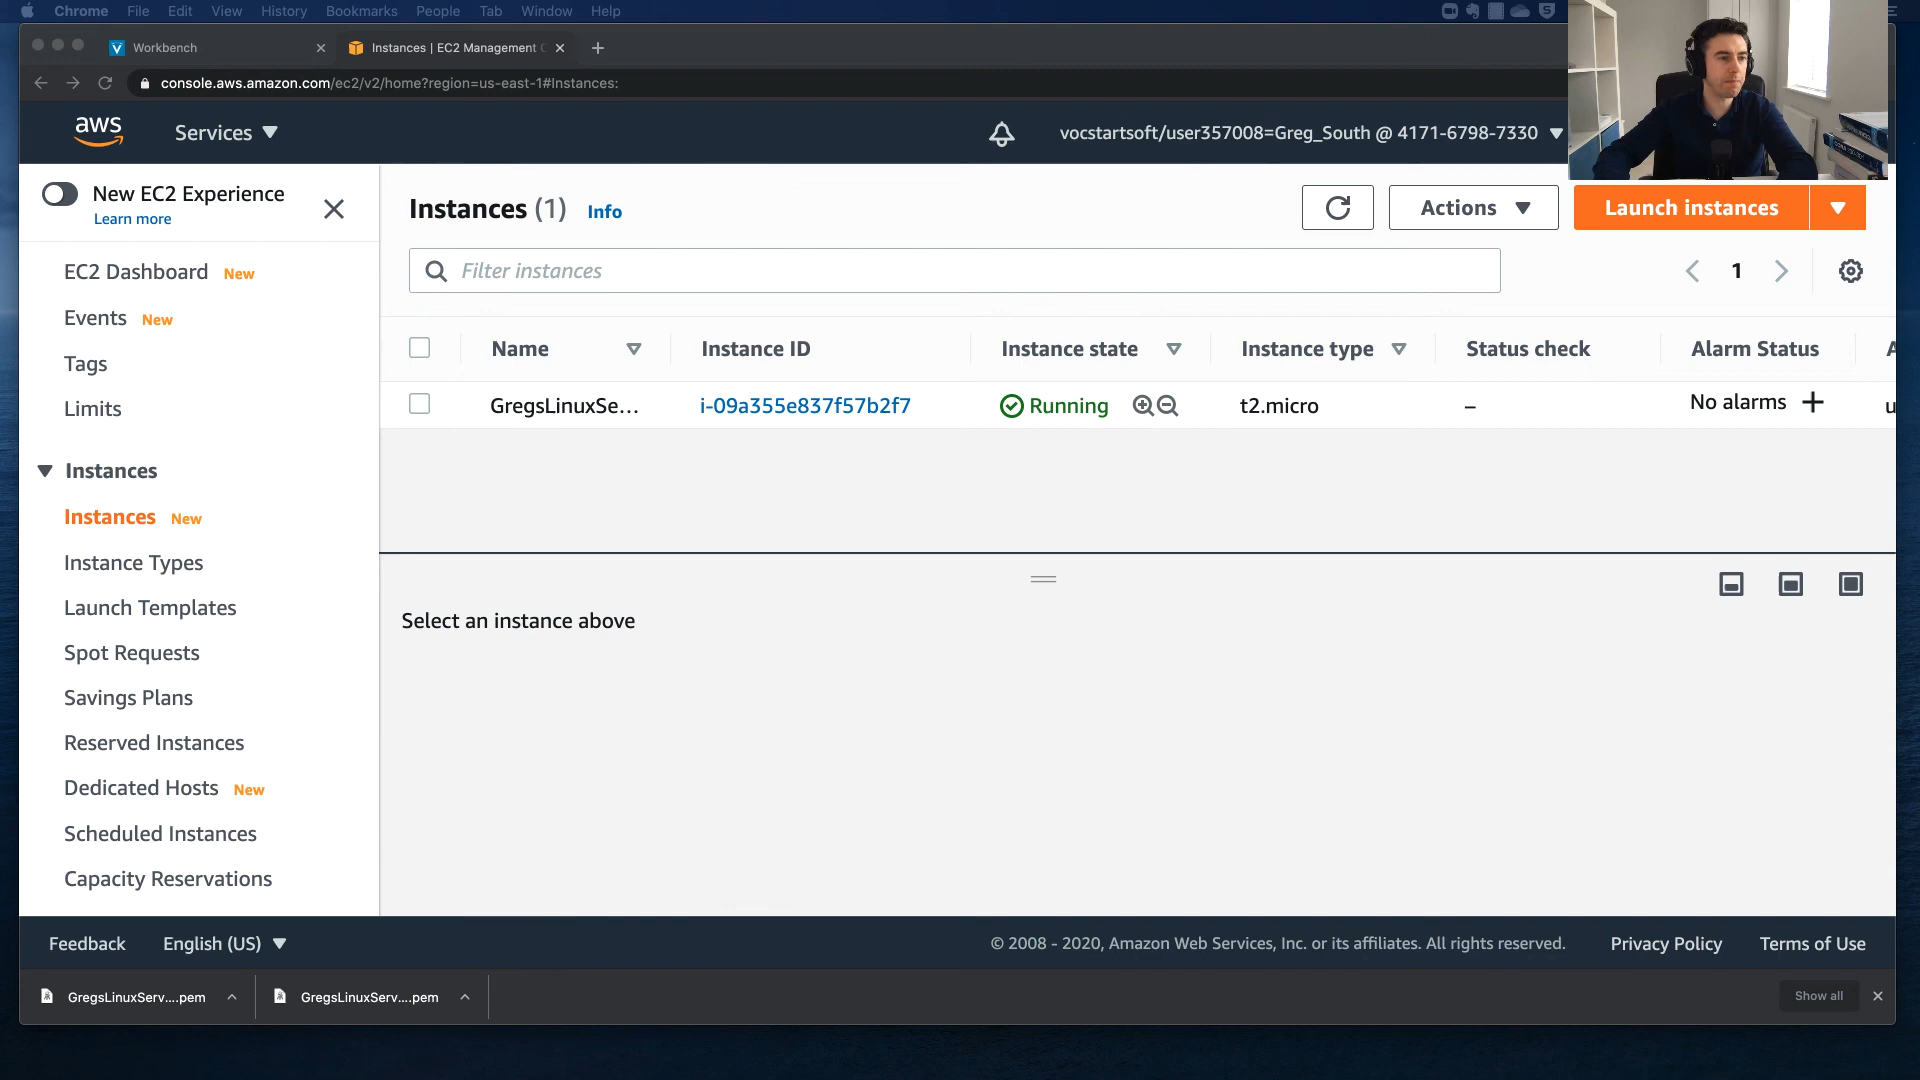 Chrome File Edit View History Bookmarks People Tab Window Help
Workbench
Instances | EC2 Management C
console.aws.amazon.com/ec2/v2/home?region=us-east-1#Instances:
aws
Services
vocstartsoft/user357008=Greg_South @ 4171-6798-7330
New EC2 Experience
Learn more
EC2 Dashboard New
Events New
Tags
Limits
Instances
Instances New
Instance Types
Launch Templates
Spot Requests
Savings Plans
Reserved Instances
Dedicated Hosts New
Scheduled Instances
Capacity Reservations
Instances (1) Info
Actions
Launch instances
Filter instances
1
Name Instance ID Instance state Instance type Status check Alarm Status A
GregsLinuxSe... i-09a355e837f57b2f7 Running t2.micro – No alarms + u
Select an instance above
Feedback English (US) © 2008 - 2020, Amazon Web Services, Inc. or its affiliates. All rights reserved. Privacy Policy Terms of Use
GregsLinuxServ....pem GregsLinuxServ....pem Show all